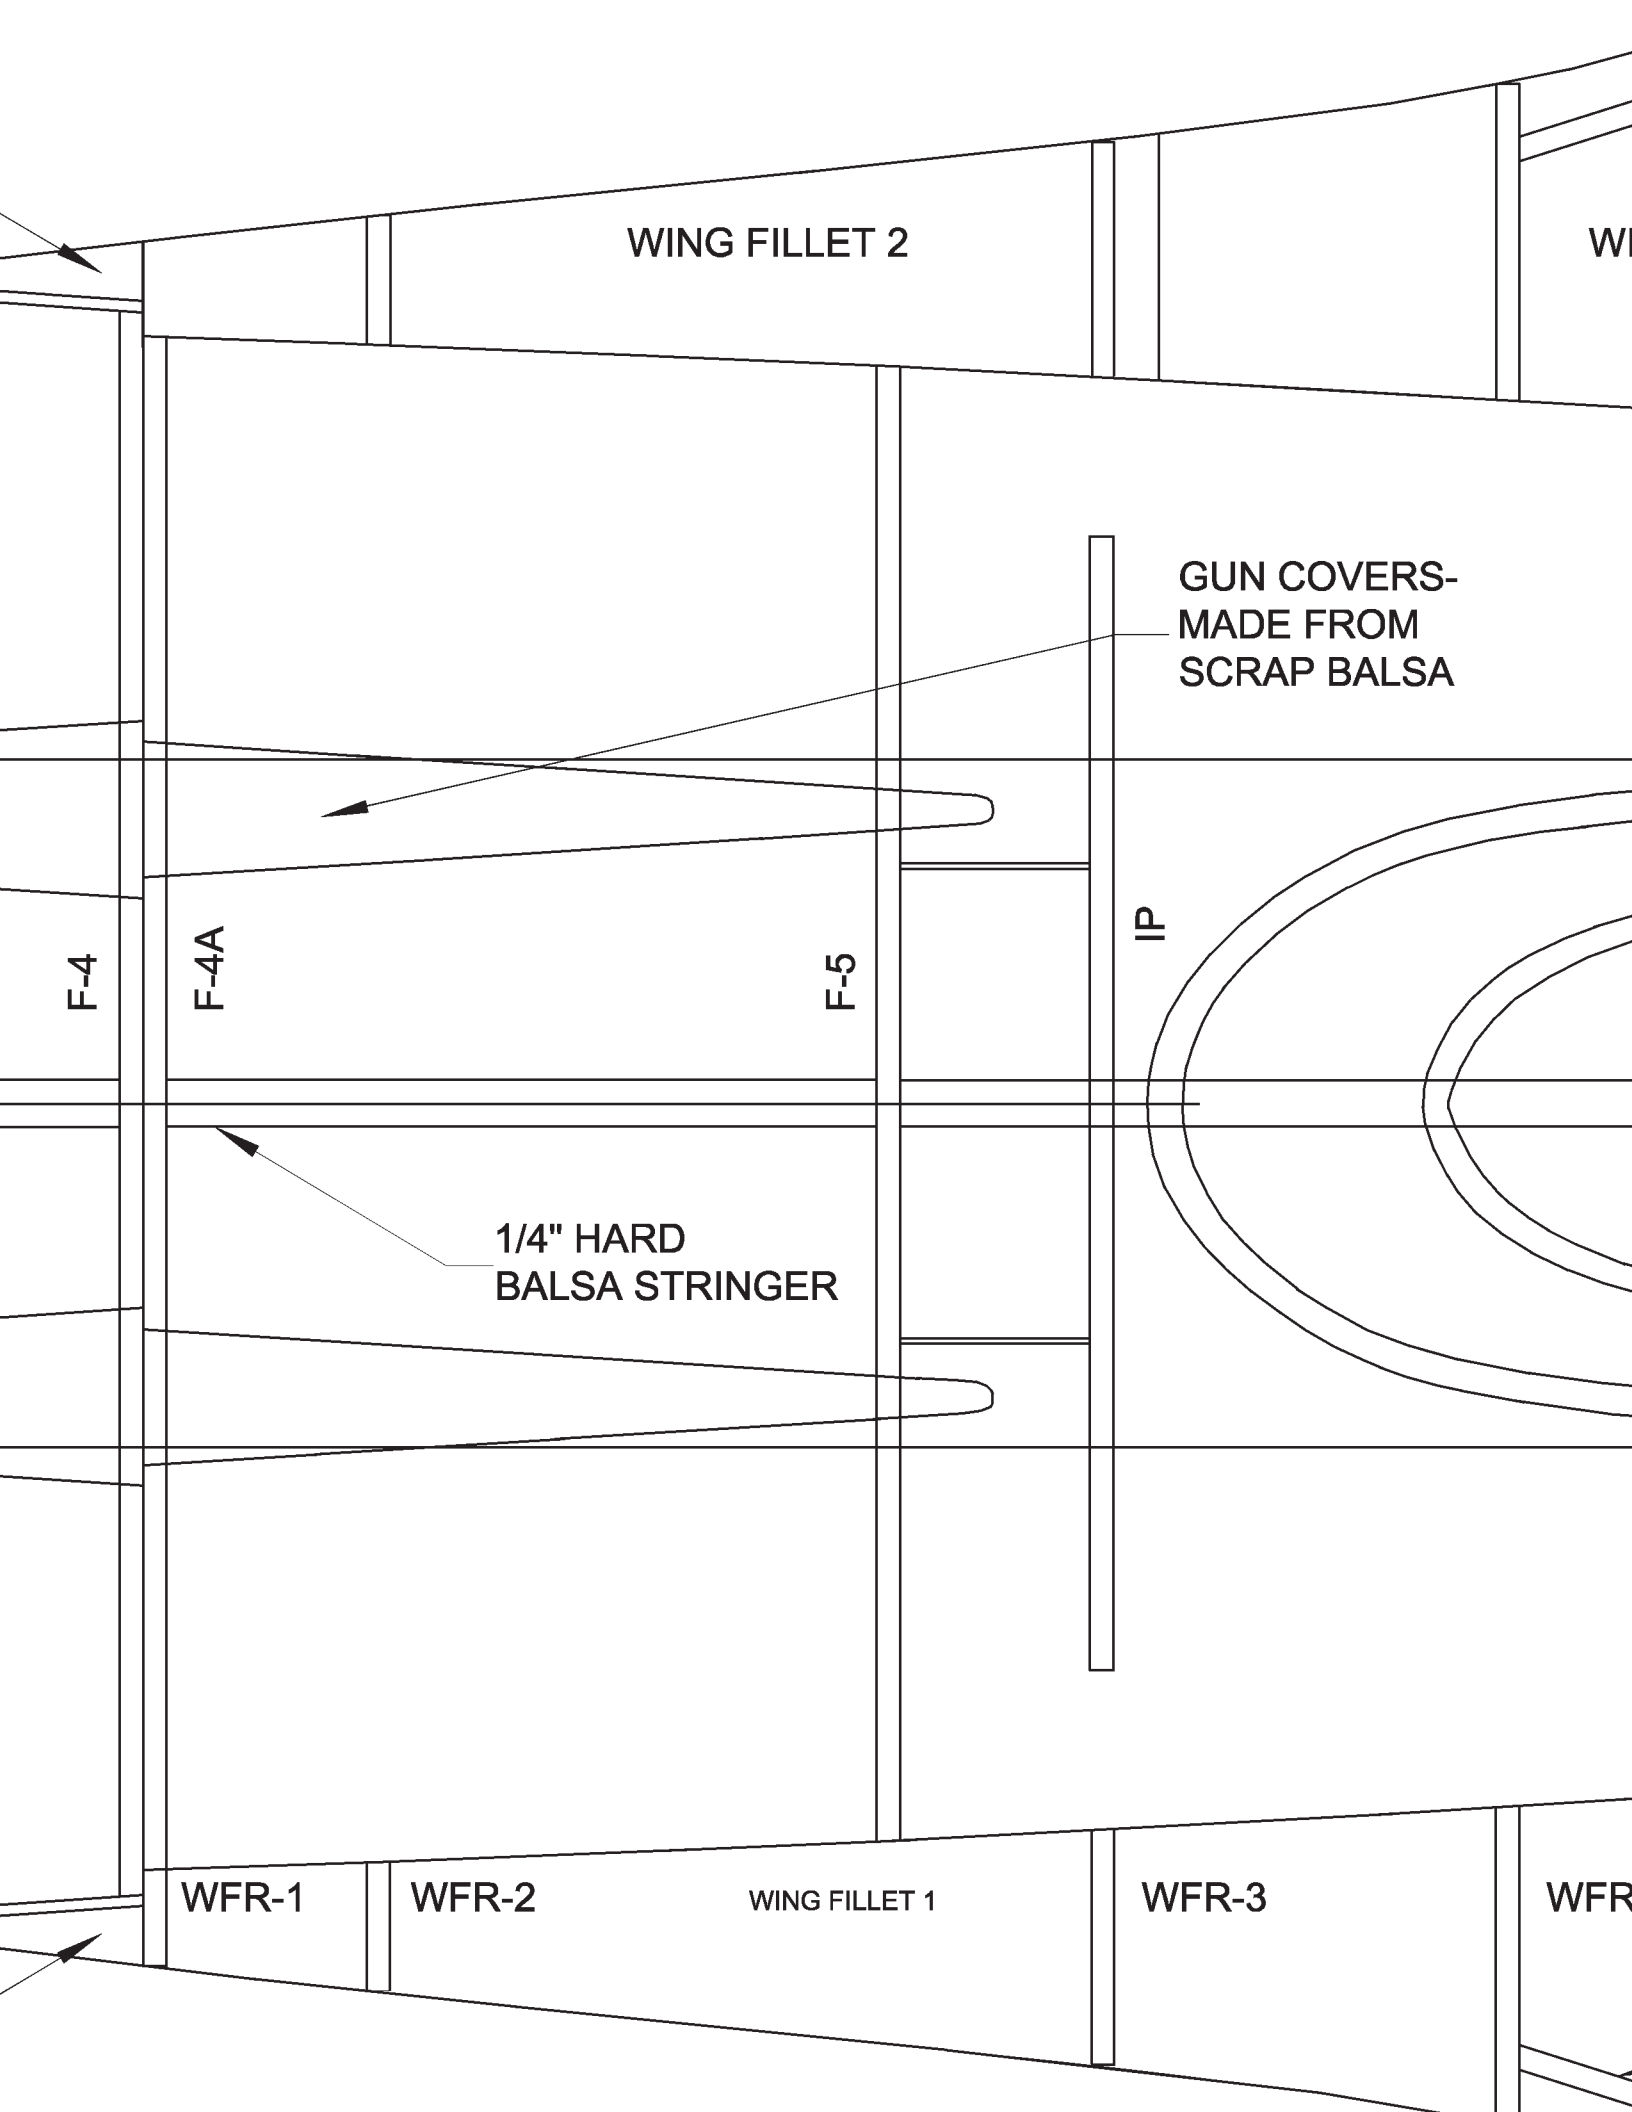 WING FILLET 2
GUN COVERS-
MADE FROM
SCRAP BALSA
IP
F-4
F-4A
F-5
1/4" HARD
BALSA STRINGER
WFR-1
WFR-2
WING FILLET 1
WFR-3
WFR